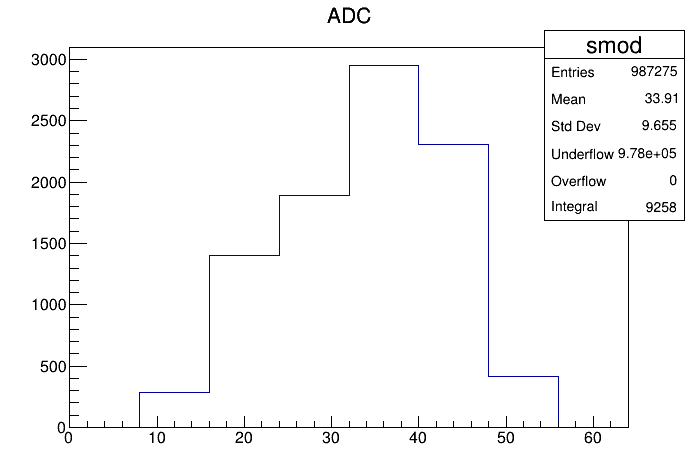 ADC
smod
Entries 987275
Mean 33.91
Std Dev 9.655
Underflow 9.78e+05
Overflow 0
Integral 9258
3000
2500
2000
1500
1000
500
0
0 10 20 30 40 50 60